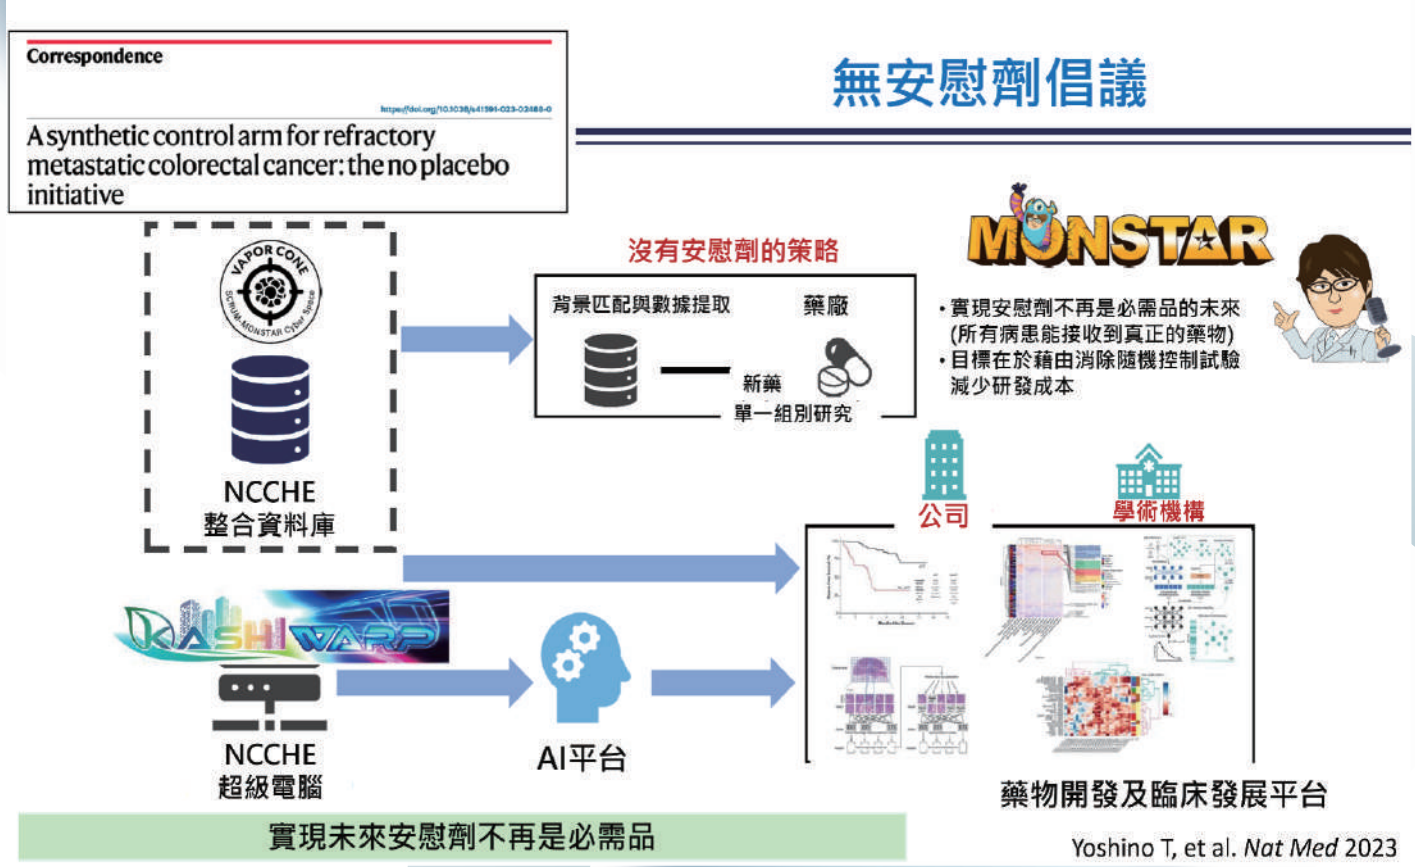 Correspondence
https://doi.org/10.1038/s41591-023-02488-0
A synthetic control arm for refractory
metastatic colorectal cancer: the no placebo
initiative
無安慰劑倡議
VAPOR CONE
SCRUM-MONSTAR Cyber Space
NCCHE
整合資料庫
沒有安慰劑的策略
背景匹配與數據提取
藥廠
新藥
單一組別研究
MONSTAR
•實現安慰劑不再是必需品的未來
(所有病患能接收到真正的藥物)
•目標在於藉由消除隨機控制試驗
減少研發成本
公司
學術機構
KASHIWARP
NCCHE
超級電腦
AI平台
藥物開發及臨床發展平台
實現未來安慰劑不再是必需品
Yoshino T, et al. Nat Med 2023